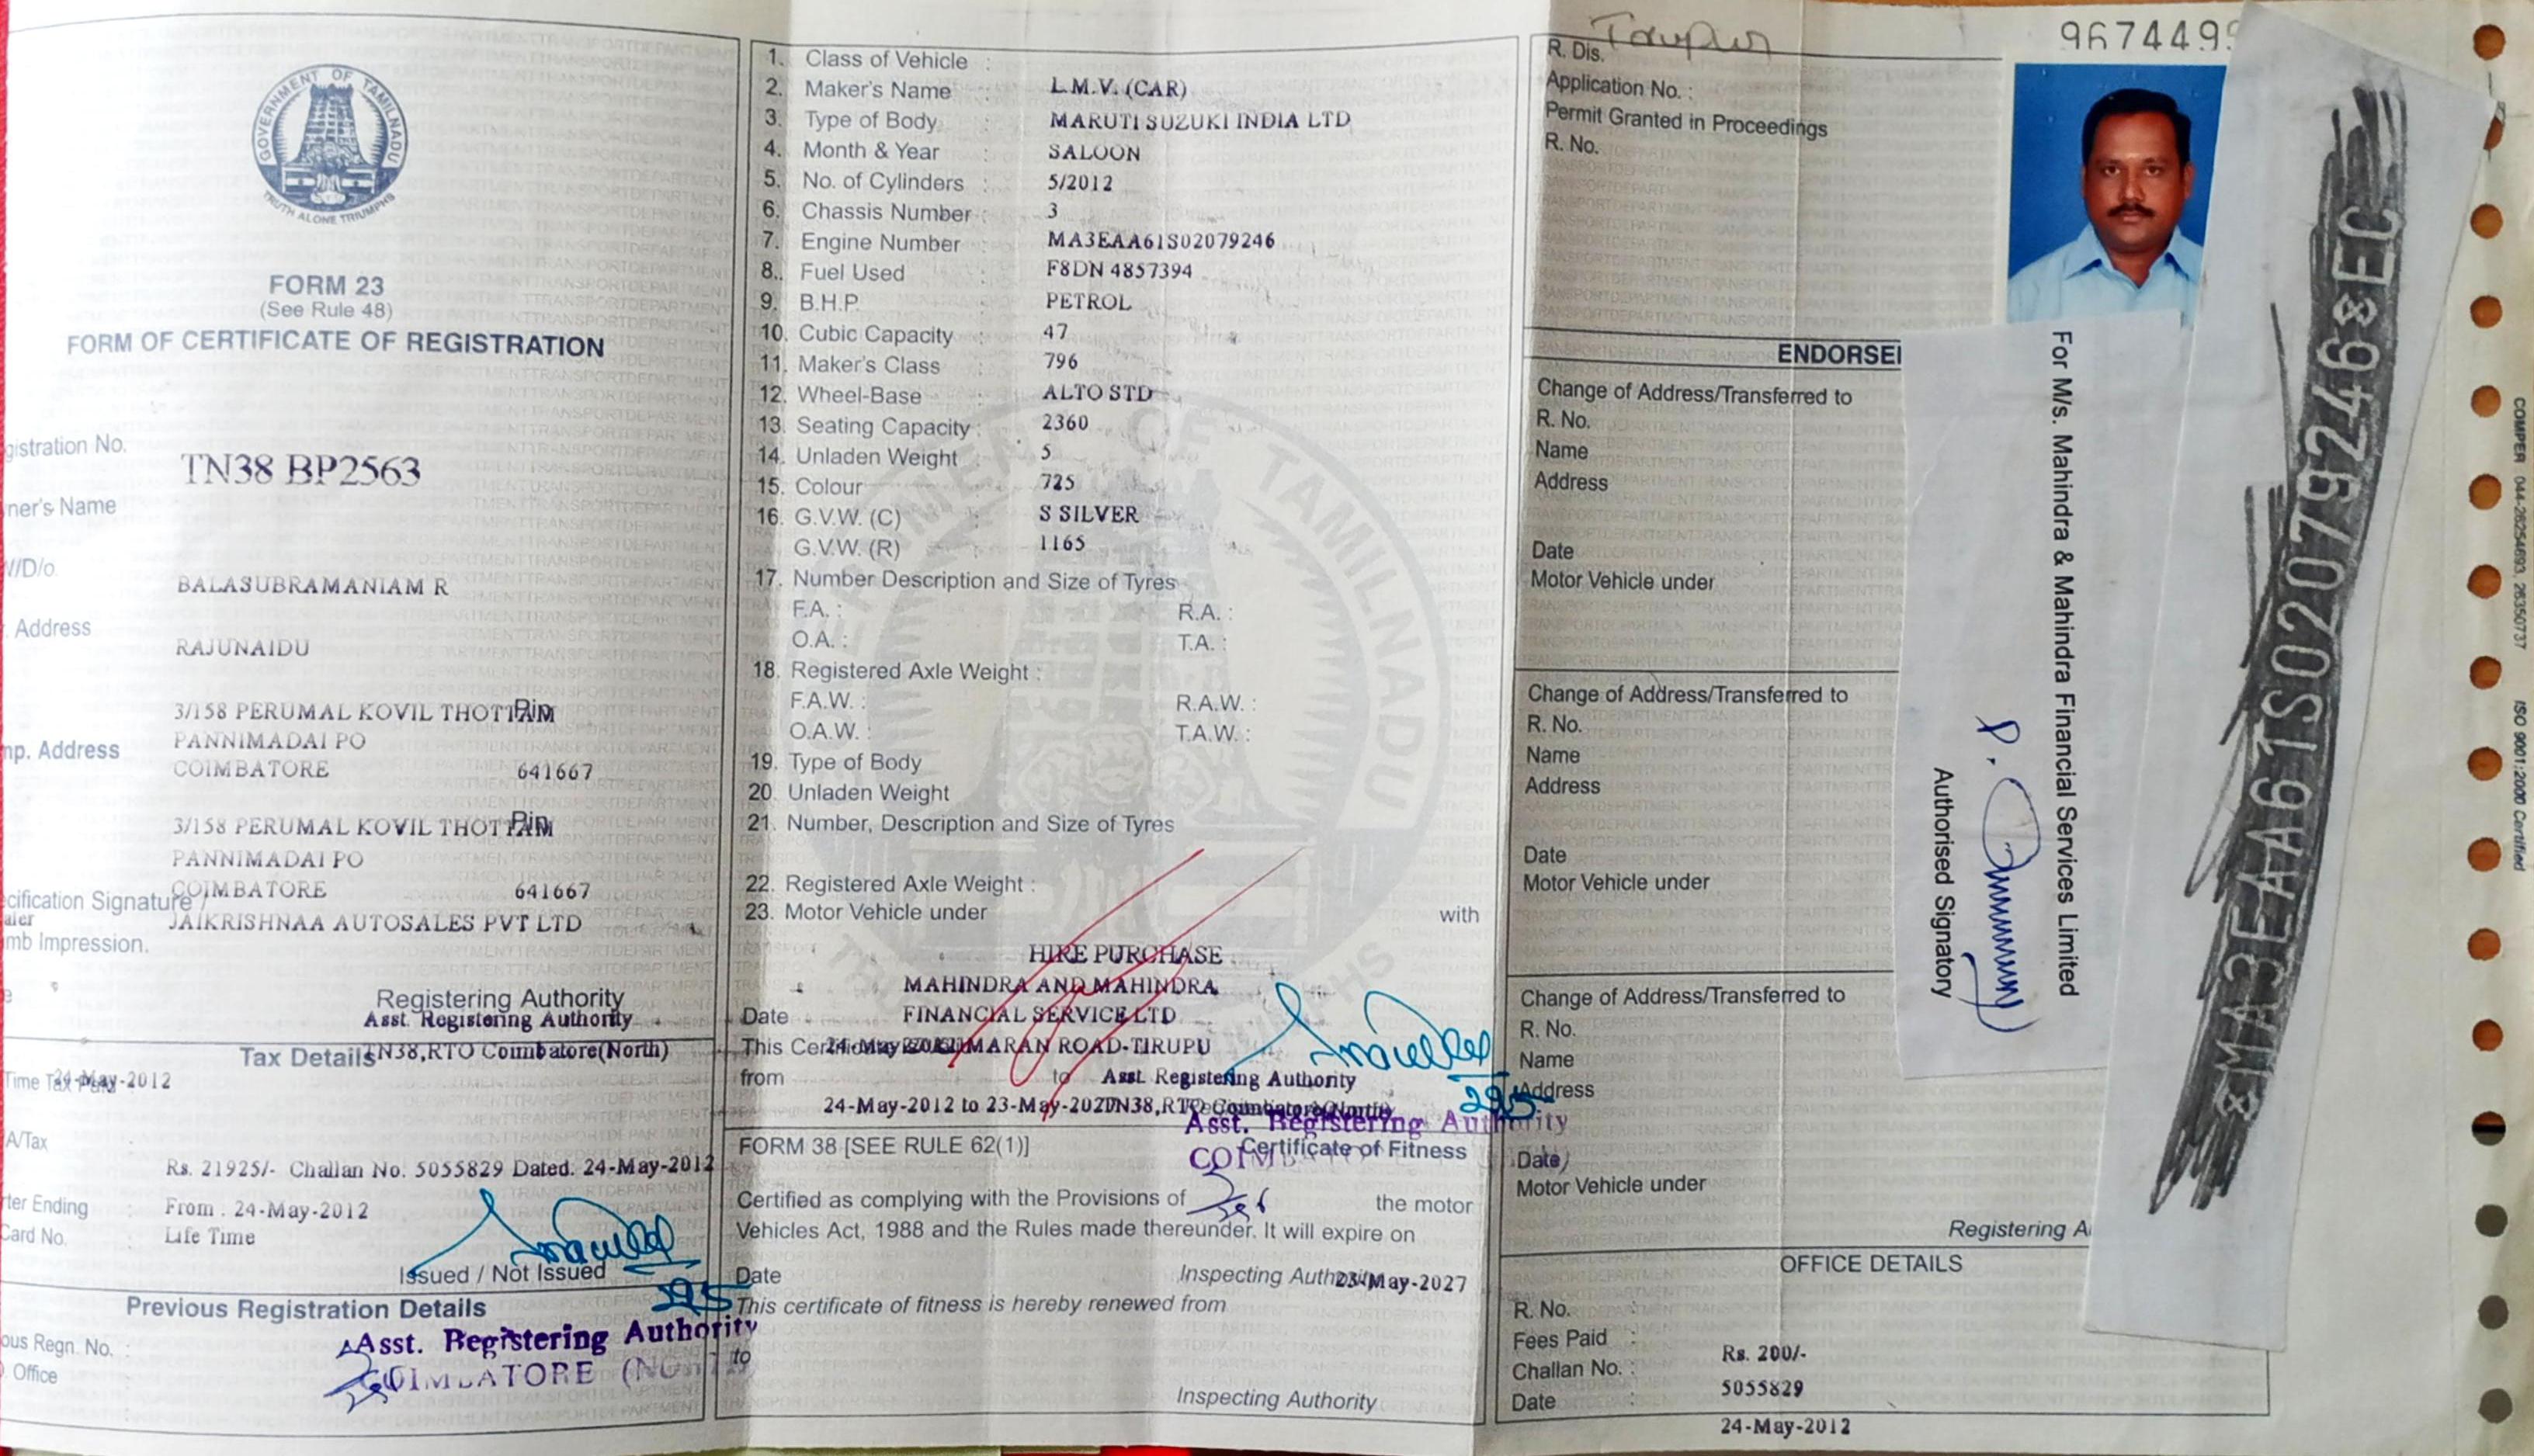 GOVERNMENT OF TAMILNADU
TRUTH ALONE TRIUMPHS
FORM 23
(See Rule 48)
FORM OF CERTIFICATE OF REGISTRATION
gistration No.
TN38 BP2563
ner's Name
//D/o.
BALASUBRAMANIAM R
Address
RAJUNAIDU
3/158 PERUMAL KOVIL THOTTAM
Pin
PANNIMADAI PO
mp. Address
COIMBATORE 641667
3/158 PERUMAL KOVIL THOTTAM
Pin
PANNIMADAI PO
COIMBATORE 641667
ecification Signature
aler
JAIKRISHNAA AUTOSALES PVT LTD
mb Impression.
Registering Authority
Asst. Registering Authority
Tax Details
TN38,RTO Coimbatore(North)
Time Tax Paid
24-May-2012
A/Tax
Rs. 21925/- Challan No. 5055829 Dated. 24-May-2012
rter Ending : From : 24-May-2012
Card No. : Life Time
Issued / Not Issued
295
Previous Registration Details
Asst. Registering Authority
ous Regn. No. :
COIMBATORE (NORTH)
Office
1. Class of Vehicle :
2. Maker's Name : L.M.V. (CAR)
3. Type of Body : MARUTI SUZUKI INDIA LTD
4. Month & Year : SALOON
5. No. of Cylinders : 5/2012
6. Chassis Number : 3
7. Engine Number : MA3EAA61S02079246
8. Fuel Used : F8DN 4857394
9. B.H.P. : PETROL
10. Cubic Capacity : 47
11. Maker's Class : 796
12. Wheel-Base : ALTO STD
13. Seating Capacity : 2360
14. Unladen Weight : 5
15. Colour 725
16. G.V.W. (C) : S SILVER
G.V.W. (R) : 1165
17. Number Description and Size of Tyres
F.A. : R.A. :
O.A. : T.A. :
18. Registered Axle Weight :
F.A.W. : R.A.W. :
O.A.W. : T.A.W. :
19. Type of Body
20. Unladen Weight
21. Number, Description and Size of Tyres
22. Registered Axle Weight :
23. Motor Vehicle under with
HIRE PURCHASE
MAHINDRA AND MAHINDRA
Date FINANCIAL SERVICE LTD
24-May-2012
KUMARAN ROAD-TIRUPU
from to Asst. Registering Authority
24-May-2012 to 23-May-2027
TN38,RTO Coimbatore(North)
295
Asst. Registering Authority
FORM 38 [SEE RULE 62(1)] Certificate of Fitness
Certified as complying with the Provisions of the motor
Vehicles Act, 1988 and the Rules made thereunder. It will expire on
Date Inspecting Authority
23-May-2027
This certificate of fitness is hereby renewed from
to
Inspecting Authority
9674499
R. Dis.
Application No. :
Permit Granted in Proceedings
R. No.
ENDORSEI
Change of Address/Transferred to
R. No.
Name
Address
Date
Motor Vehicle under
Change of Address/Transferred to
R. No.
Name
Address
Date
Motor Vehicle under
Change of Address/Transferred to
R. No.
Name
Address
Date)
Motor Vehicle under
Registering A
OFFICE DETAILS
R. No. :
Fees Paid : Rs. 200/-
Challan No. : 5055829
Date : 24-May-2012
For M/s. Mahindra & Mahindra Financial Services Limited
Authorised Signatory
MA3EAA61S02079246
EC
COMPER 044-28254693, 26350737 ISO 9001:2000 Certified